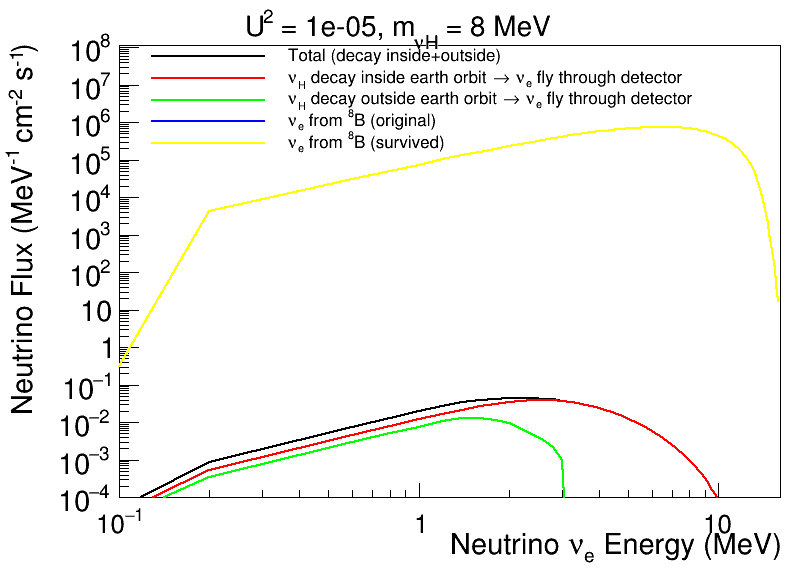 U² = 1e-05, m_νH = 8 MeV
Total (decay inside+outside)
ν_H decay inside earth orbit → ν_e fly through detector
ν_H decay outside earth orbit → ν_e fly through detector
ν_e from ⁸B (original)
ν_e from ⁸B (survived)
Neutrino Flux (MeV⁻¹ cm⁻² s⁻¹)
10⁸
10⁷
10⁶
10⁵
10⁴
10³
10²
10
1
10⁻¹
10⁻²
10⁻³
10⁻⁴
10⁻¹ 1 10
Neutrino ν_e Energy (MeV)